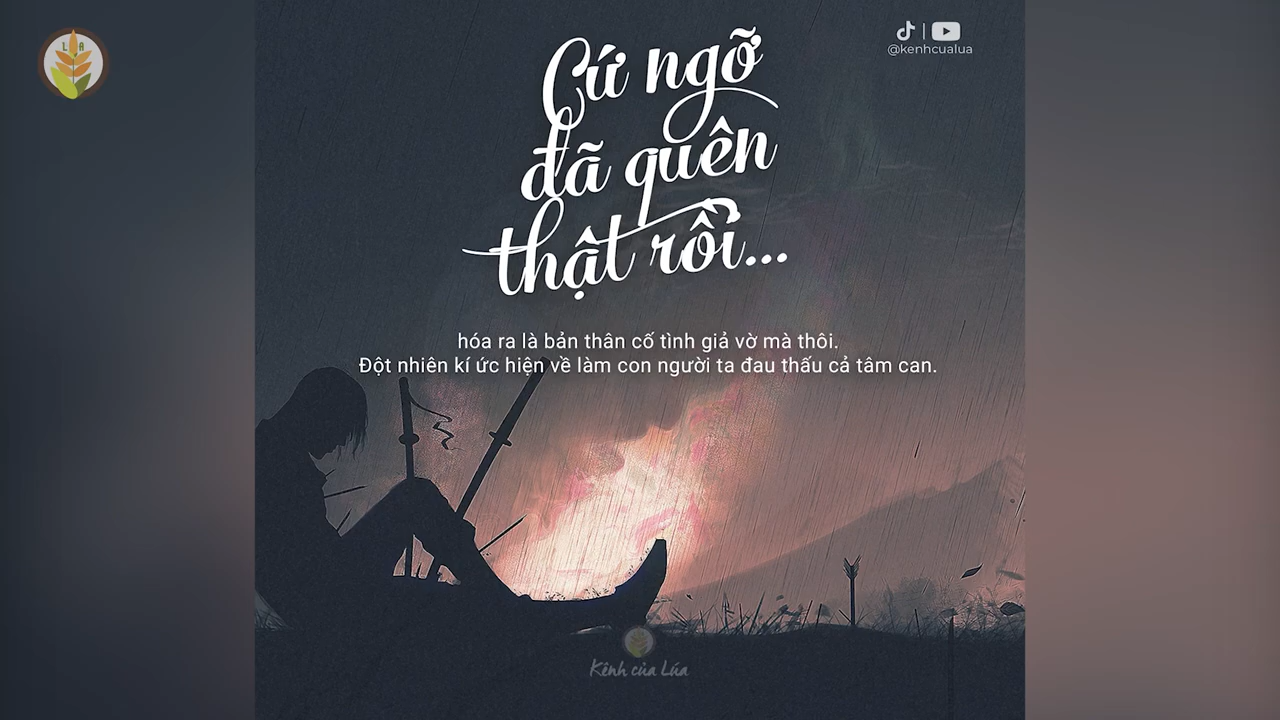 L A
@kenhcualua
Cứ ngỡ
đã quên
thật rồi...
hóa ra là bản thân cố tình giả vờ mà thôi.
Đột nhiên kí ức hiện về làm con người ta đau thấu cả tâm can.
Kênh của Lúa